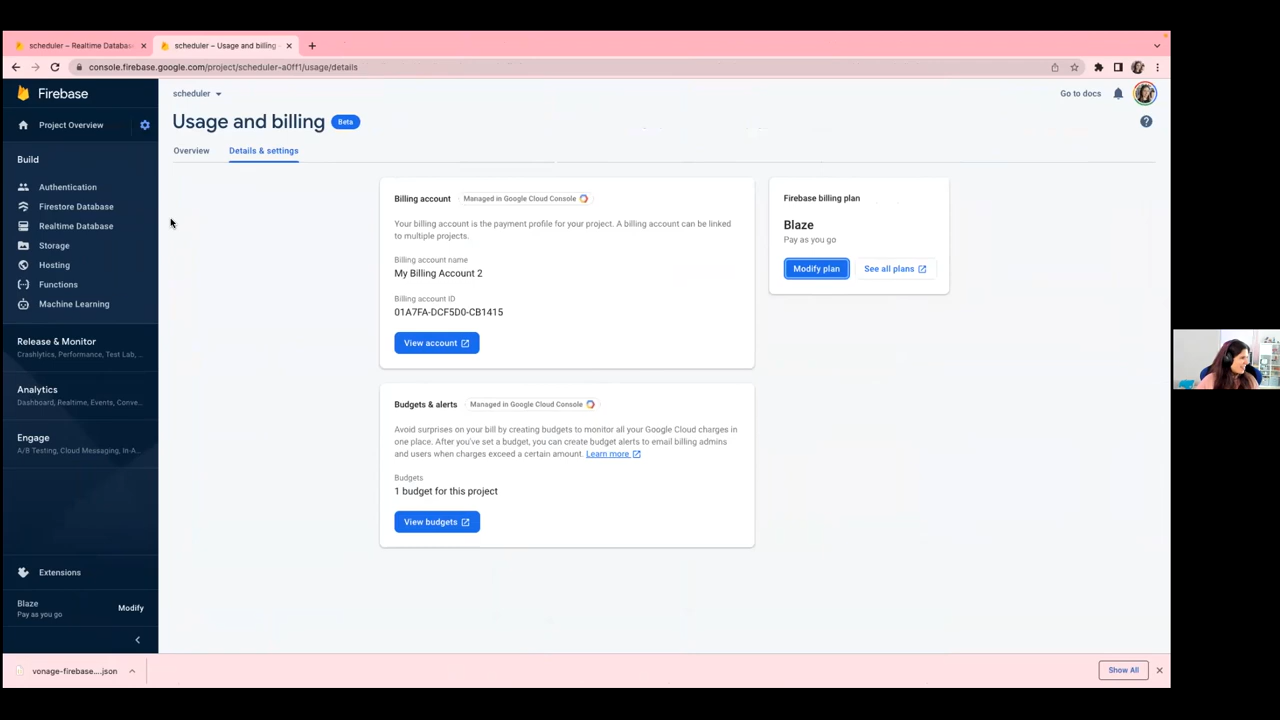 scheduler – Realtime Databas
scheduler – Usage and billing -
console.firebase.google.com/project/scheduler-a0ff1/usage/details
Firebase
scheduler
Go to docs
Project Overview
Usage and billing
Beta
Overview
Details & settings
Build
Authentication
Firestore Database
Realtime Database
Storage
Hosting
Functions
Machine Learning
Release & Monitor
Crashlytics, Performance, Test Lab,...
Analytics
Dashboard, Realtime, Events, Conve...
Engage
A/B Testing, Cloud Messaging, In-A...
Extensions
Blaze
Pay as you go
Modify
Billing account
Managed in Google Cloud Console
Your billing account is the payment profile for your project. A billing account can be linked
to multiple projects.
Billing account name
My Billing Account 2
Billing account ID
01A7FA-DCF5D0-CB1415
View account
Budgets & alerts
Managed in Google Cloud Console
Avoid surprises on your bill by creating budgets to monitor all your Google Cloud charges in
one place. After you've set a budget, you can create budget alerts to email billing admins
and users when charges exceed a certain amount. Learn more
Budgets
1 budget for this project
View budgets
Firebase billing plan
Blaze
Pay as you go
Modify plan
See all plans
vonage-firebase....json
Show All